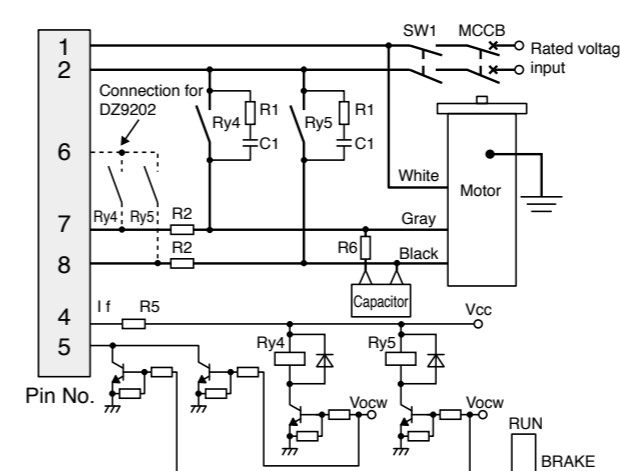 SW1 MCCB
1
Rated voltag
2
input
Connection for
DZ9202
Ry4 R1 Ry5 R1
C1 C1
6
White
Motor
Ry4 Ry5 R2
7
Gray
R2
R6
8
Black
Capacitor
I f R5
Vcc
4
5
Ry4 Ry5
Pin No.
Vocw Vocw
RUN
BRAKE